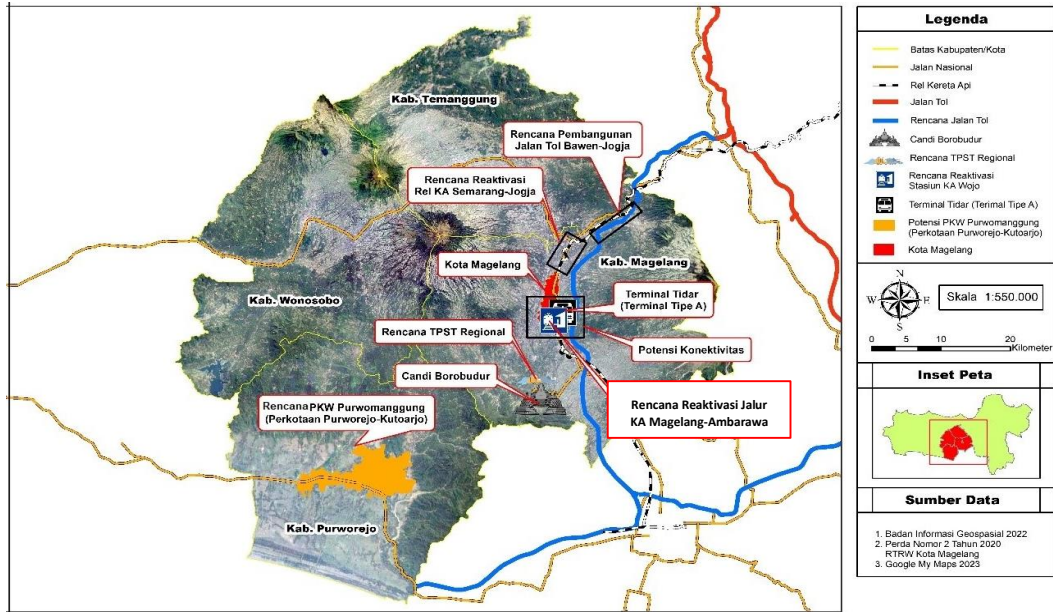 Kab. Temanggung
Rencana Pembangunan
Jalan Tol Bawen-Jogja
Rencana Reaktivasi
Rel KA Semarang-Jogja
Kota Magelang
Kab. Magelang
Kab. Wonosobo
Terminal Tidar
(Terminal Tipe A)
Rencana TPST Regional
Potensi Konektivitas
Candi Borobudur
Rencana Reaktivasi Jalur
KA Magelang-Ambarawa
RencanaPKW Purwomanggung
(Perkotaan Purworejo-Kutoarjo)
Kab. Purworejo
Legenda
Batas Kabupaten/Kota
Jalan Nasional
Rel Kereta Api
Jalan Tol
Rencana Jalan Tol
Candi Borobudur
Rencana TPST Regional
Rencana Reaktivasi
Stasiun KA Wojo
Terminal Tidar (Terimal Tipe A)
Potensi PKW Purwomanggung
(Perkotaan Purworejo-Kutoarjo)
Kota Magelang
N
W
E
S
Skala 1:550.000
0 5 10 20
Kilometer
Inset Peta
Sumber Data
1. Badan Informasi Geospasial 2022
2. Perda Nomor 2 Tahun 2020
RTRW Kota Magelang
3. Google My Maps 2023